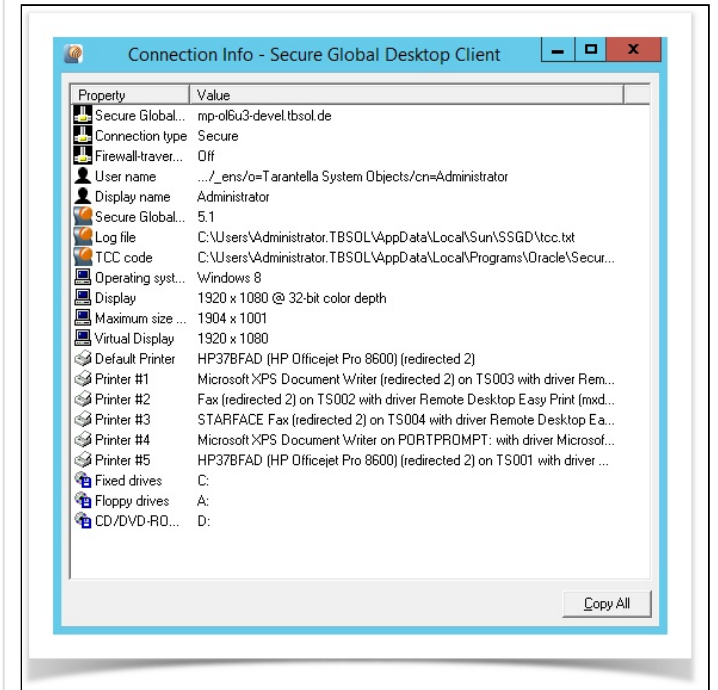 Connection Info - Secure Global Desktop Client
Property Value
Secure Global... mp-ol6u3-devel.tbsol.de
Connection type Secure
Firewall-traver... Off
User name .../_ens/o=Tarantella System Objects/cn=Administrator
Display name Administrator
Secure Global... 5.1
Log file C:\Users\Administrator.TBSOL\AppData\Local\Sun\SSGD\tcc.txt
TCC code C:\Users\Administrator.TBSOL\AppData\Local\Programs\Oracle\Secur...
Operating syst... Windows 8
Display 1920 x 1080 @ 32-bit color depth
Maximum size ... 1904 x 1001
Virtual Display 1920 x 1080
Default Printer HP37BFAD (HP Officejet Pro 8600) (redirected 2)
Printer #1 Microsoft XPS Document Writer (redirected 2) on TS003 with driver Rem...
Printer #2 Fax (redirected 2) on TS002 with driver Remote Desktop Easy Print (mxd...
Printer #3 STARFACE Fax (redirected 2) on TS004 with driver Remote Desktop Ea...
Printer #4 Microsoft XPS Document Writer on PORTPROMPT: with driver Microsof...
Printer #5 HP37BFAD (HP Officejet Pro 8600) (redirected 2) on TS001 with driver ...
Fixed drives C:
Floppy drives A:
CD/DVD-RO... D:
Copy All